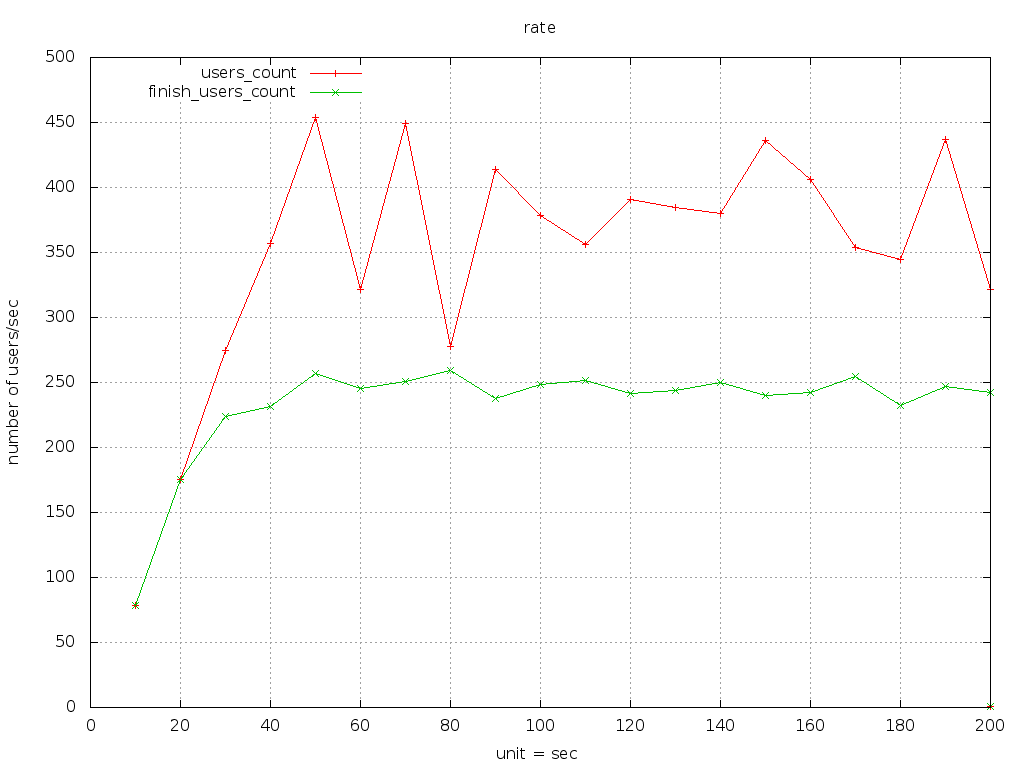 rate
500
450
400
350
300
250
200
150
100
50
0
number of users/sec
users_count
finish_users_count
0 20 40 60 80 100 120 140 160 180 200
unit = sec